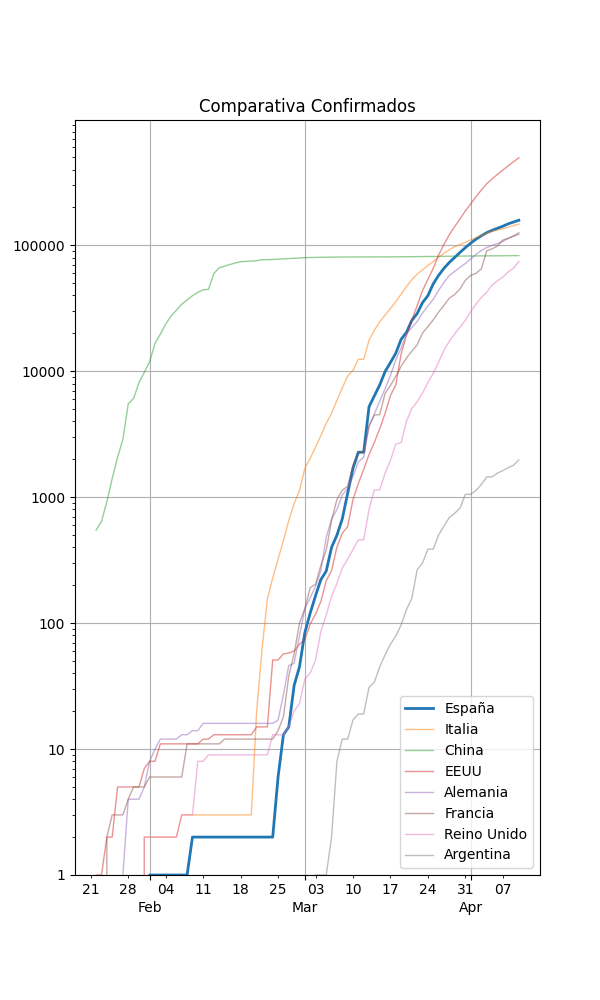 Comparativa Confirmados
100000
10000
1000
100
10
1
España
Italia
China
EEUU
Alemania
Francia
Reino Unido
Argentina
21 28 04 11 18 25 03 10 17 24 31 07
Feb Mar Apr